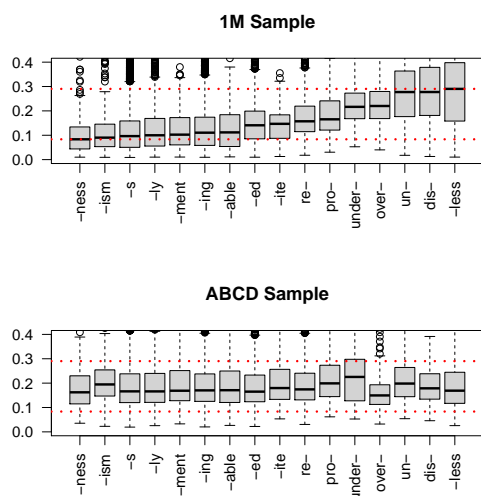 1M Sample
0.4
0.3
0.2
0.1
0.0
−ness −ism −s −ly −ment −ing −able −ed −ite re− pro− under− over− un− dis− −less
ABCD Sample
0.4
0.3
0.2
0.1
0.0
−ness −ism −s −ly −ment −ing −able −ed −ite re− pro− under− over− un− dis− −less